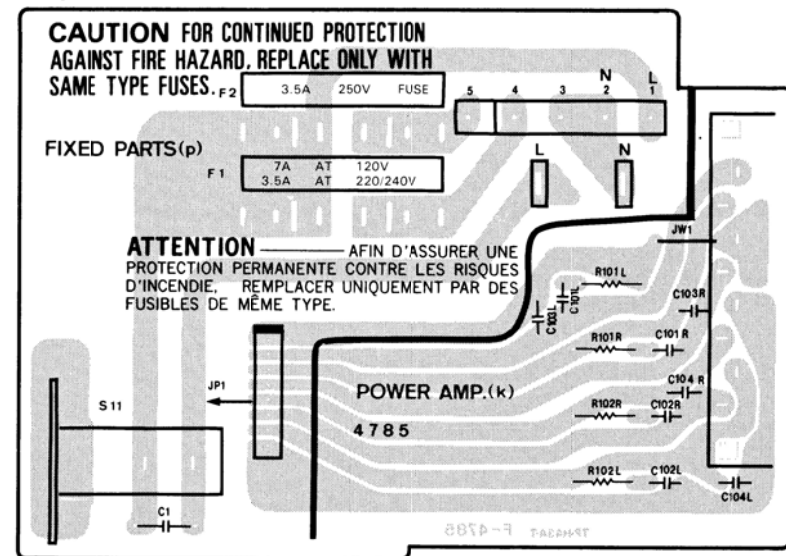 CAUTION FOR CONTINUED PROTECTION
AGAINST FIRE HAZARD, REPLACE ONLY WITH
SAME TYPE FUSES.
F2
3.5A 250V FUSE
5 4 3 N 2 L 1
FIXED PARTS(p)
F1
7A AT 120V
3.5A AT 220/240V
L N
ATTENTION AFIN D'ASSURER UNE
PROTECTION PERMANENTE CONTRE LES RISQUES
D'INCENDIE, REMPLACER UNIQUEMENT PAR DES
FUSIBLES DE MÊME TYPE.
JW1
R101L
C101L
C103L
C103R
R101R
C101R
JP1
POWER AMP.(k)
4785
C104R
S11
R102R
C102R
R102L
C102L
C104L
C1
F-4785